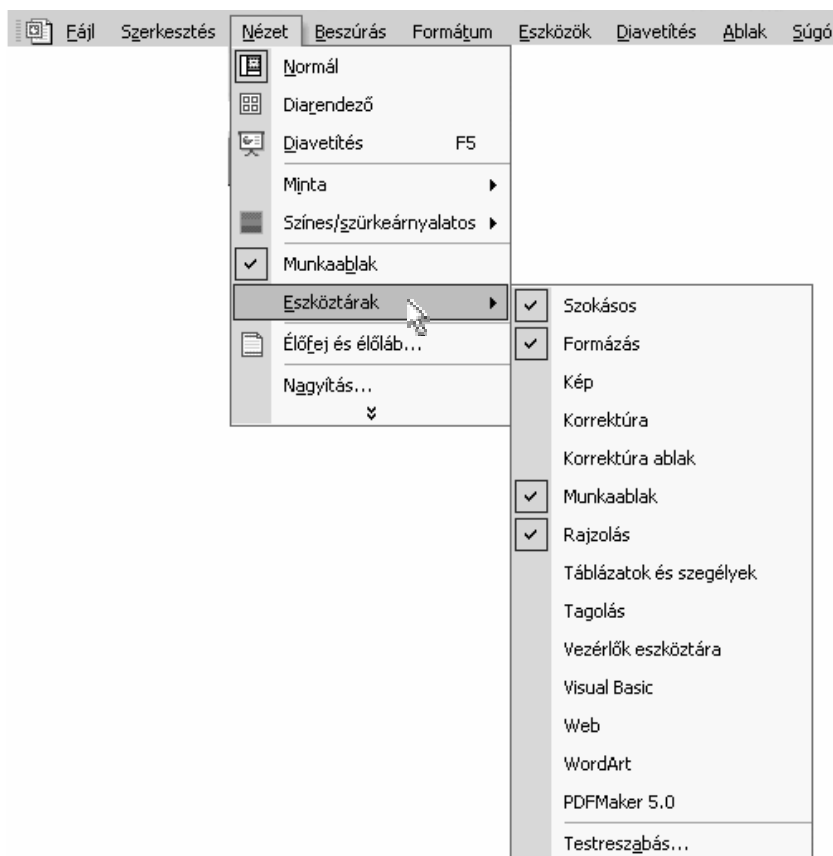 Fájl Szerkesztés Nézet Beszúrás Formátum Eszközök Diavetítés Ablak Súgó
Normál
Diarendező
Diavetítés F5
Minta
Színes/szürkeárnyalatos
Munkaablak
Eszköztárak
Élőfej és élőláb...
Nagyítás...
Szokásos
Formázás
Kép
Korrektúra
Korrektúra ablak
Munkaablak
Rajzolás
Táblázatok és szegélyek
Tagolás
Vezérlők eszköztára
Visual Basic
Web
WordArt
PDFMaker 5.0
Testreszabás...